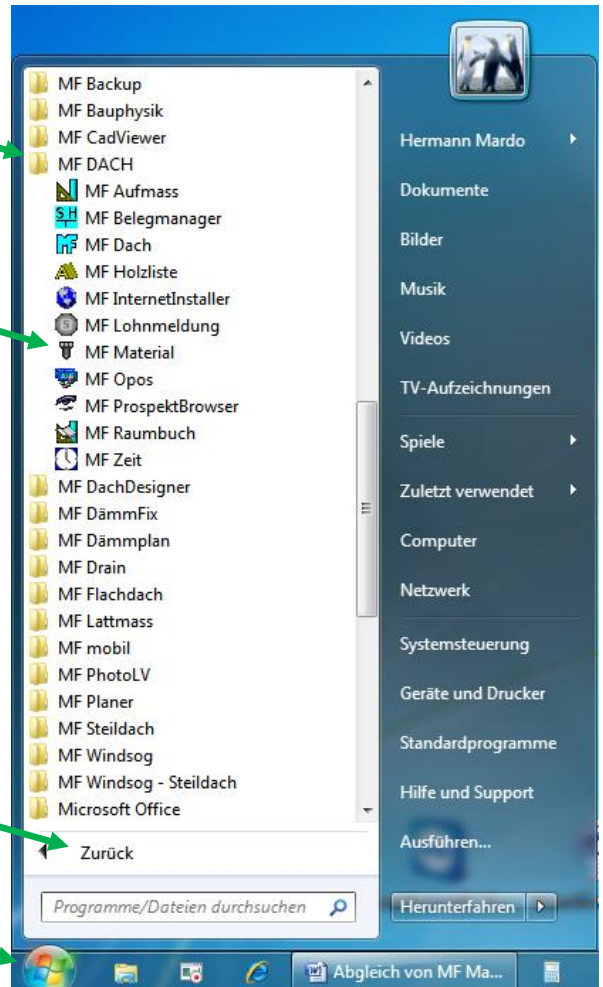 MF Backup
MF Bauphysik
MF CadViewer
MF DACH
MF Aufmass
MF Belegmanager
MF Dach
MF Holzliste
MF InternetInstaller
MF Lohnmeldung
MF Material
MF Opos
MF ProspektBrowser
MF Raumbuch
MF Zeit
MF DachDesigner
MF DämmFix
MF Dämmplan
MF Drain
MF Flachdach
MF Lattmass
MF mobil
MF PhotoLV
MF Planer
MF Steildach
MF Windsog
MF Windsog - Steildach
Microsoft Office
Zurück
Programme/Dateien durchsuchen
Hermann Mardo
Dokumente
Bilder
Musik
Videos
TV-Aufzeichnungen
Spiele
Zuletzt verwendet
Computer
Netzwerk
Systemsteuerung
Geräte und Drucker
Standardprogramme
Hilfe und Support
Ausführen...
Herunterfahren
Abgleich von MF Ma...